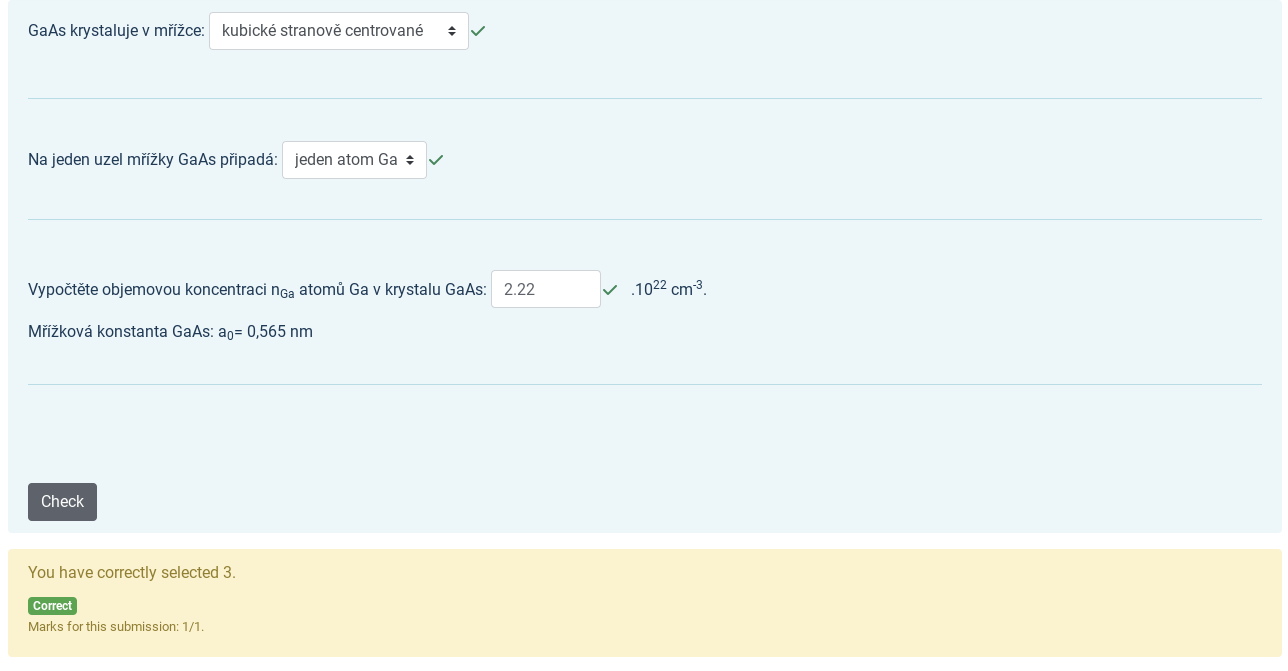 GaAs krystaluje v mřížce: kubické stranově centrované
Na jeden uzel mřížky GaAs připadá: jeden atom Ga
Vypočtěte objemovou koncentraci n_Ga atomů Ga v krystalu GaAs: 2.22 .10^22 cm^-3.
Mřížková konstanta GaAs: a_0= 0,565 nm
Check
You have correctly selected 3.
Correct
Marks for this submission: 1/1.